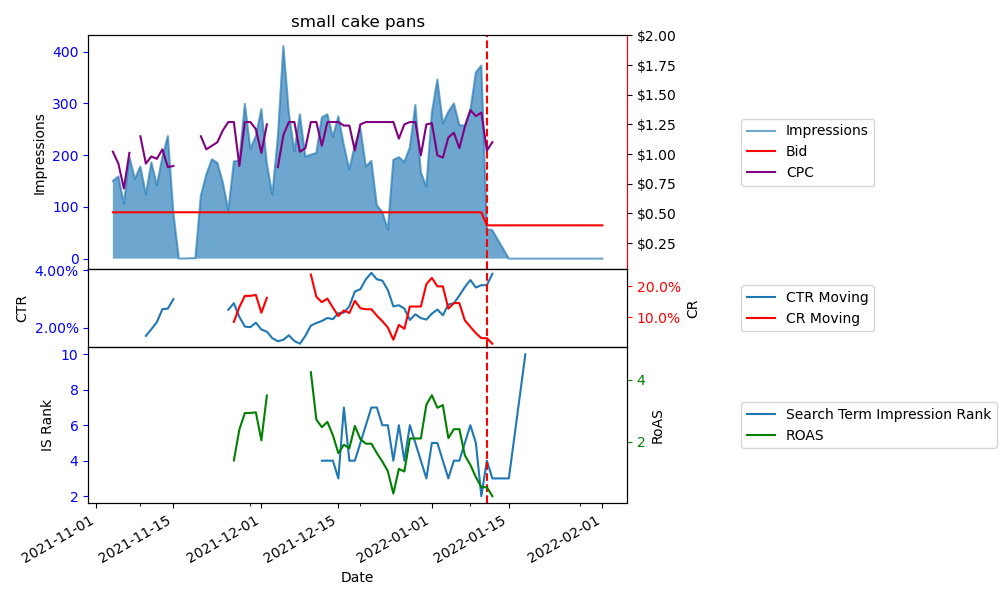 small cake pans
400
300
200
100
0
Impressions
$2.00
$1.75
$1.50
$1.25
$1.00
$0.75
$0.50
$0.25
Impressions
Bid
CPC
4.00%
2.00%
CTR
20.0%
10.0%
CR
CTR Moving
CR Moving
10
8
6
4
2
IS Rank
4
2
RoAS
Search Term Impression Rank
ROAS
2021-11-01
2021-11-15
2021-12-01
2021-12-15
2022-01-01
2022-01-15
2022-02-01
Date